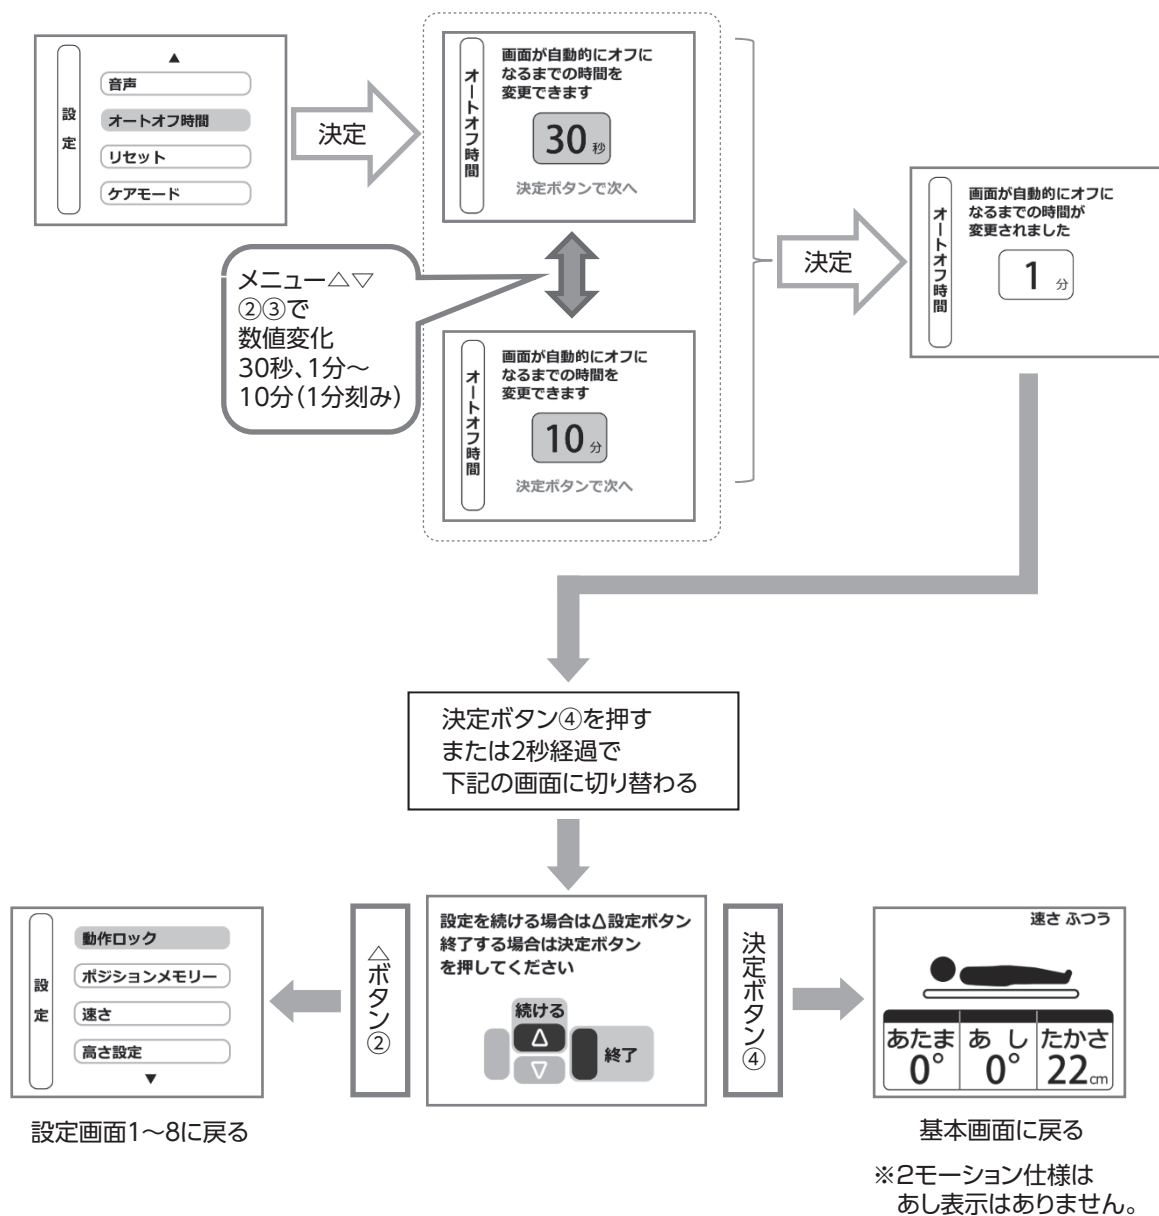 設定
▲
音声
オートオフ時間
リセット
ケアモード
決定
オートオフ時間
画面が自動的にオフに
なるまでの時間を
変更できます
30 秒
決定ボタンで次へ
メニュー△▽
②③で
数値変化
30秒、1分～
10分(1分刻み)
オートオフ時間
画面が自動的にオフに
なるまでの時間を
変更できます
10 分
決定ボタンで次へ
決定
オートオフ時間
画面が自動的にオフに
なるまでの時間が
変更されました
1 分
決定ボタン④を押す
または2秒経過で
下記の画面に切り替わる
設定を続ける場合は△設定ボタン
終了する場合は決定ボタン
を押してください
続ける
△
▽
終了
△ボタン②
設定
動作ロック
ポジションメモリー
速さ
高さ設定
▼
設定画面1～8に戻る
決定ボタン④
速さ ふつう
あたま あ し たかさ
0° 0° 22cm
基本画面に戻る
※2モーション仕様は
あし表示はありません。